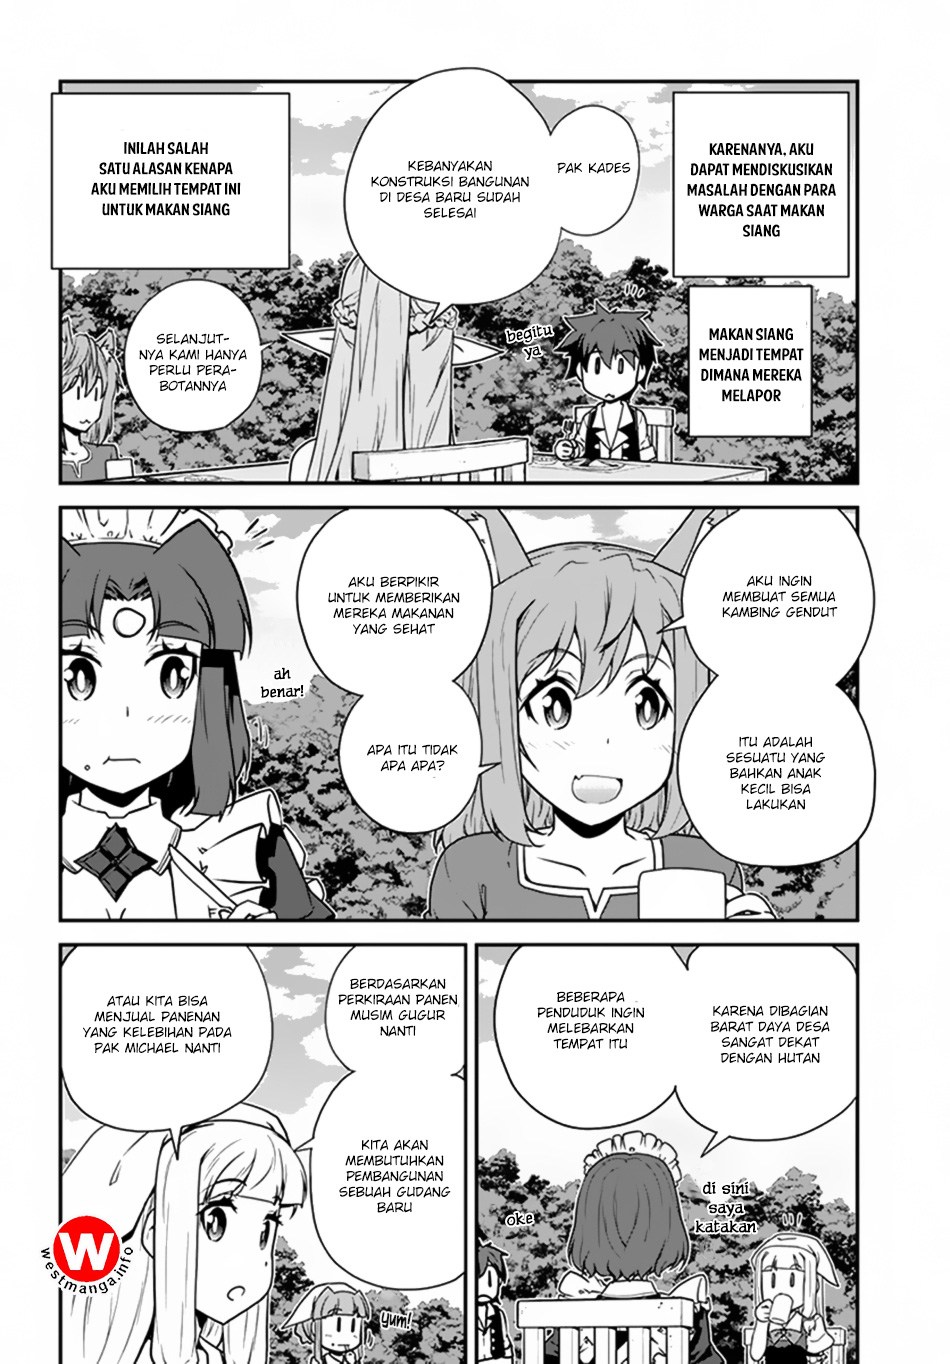 KARENANYA, AKU
DAPAT MENDISKUSIKAN
MASALAH DENGAN PARA
WARGA SAAT MAKAN
SIANG
MAKAN SIANG
MENJADI TEMPAT
DIMANA MEREKA
MELAPOR
PAK KADES
KEBANYAKAN
KONSTRUKSI BANGUNAN
DI DESA BARU SUDAH
SELESAI
begitu
ya
INILAH SALAH
SATU ALASAN KENAPA
AKU MEMILIH TEMPAT INI
UNTUK MAKAN SIANG
SELANJUT-
NYA KAMI HANYA
PERLU PERA-
BOTANNYA
AKU INGIN
MEMBUAT SEMUA
KAMBING GENDUT
ITU ADALAH
SESUATU YANG
BAHKAN ANAK
KECIL BISA
LAKUKAN
AKU BERPIKIR
UNTUK MEMBERIKAN
MEREKA MAKANAN
YANG SEHAT
APA ITU TIDAK
APA APA?
ah
benar!
KARENA DIBAGIAN
BARAT DAYA DESA
SANGAT DEKAT
DENGAN HUTAN
BEBERAPA
PENDUDUK INGIN
MELEBARKAN
TEMPAT ITU
di sini
saya
katakan
oke
BERDASARKAN
PERKIRAAN PANEN
MUSIM GUGUR
NANTI
KITA AKAN
MEMBUTUHKAN
PEMBANGUNAN
SEBUAH GUDANG
BARU
ATAU KITA BISA
MENJUAL PANENAN
YANG KELEBIHAN PADA
PAK MICHAEL NANTI
yum!
W
westmanga.info